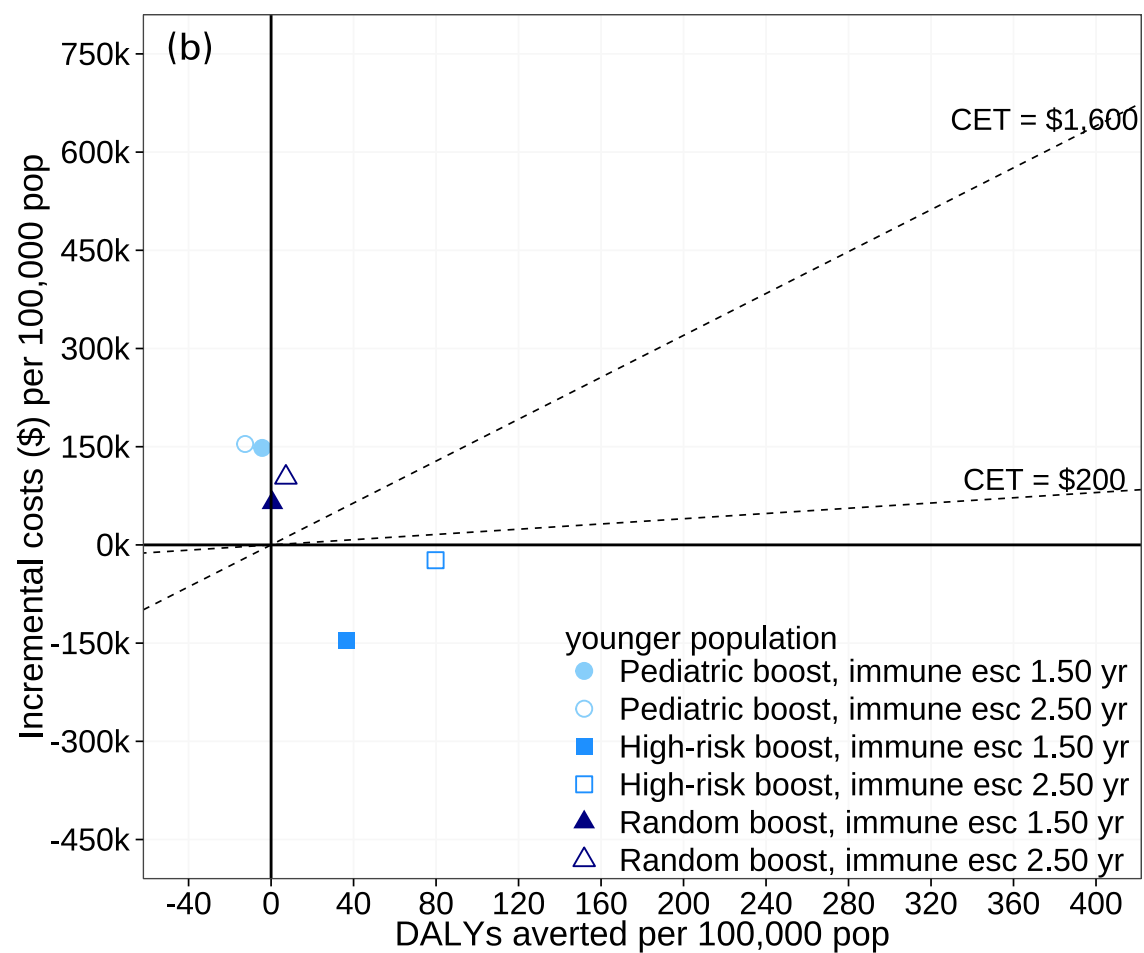 (b)
750k
600k
450k
300k
150k
0k
-150k
-300k
-450k
Incremental costs ($) per 100,000 pop
CET = $1,600
CET = $200
younger population
Pediatric boost, immune esc 1.50 yr
Pediatric boost, immune esc 2.50 yr
High-risk boost, immune esc 1.50 yr
High-risk boost, immune esc 2.50 yr
Random boost, immune esc 1.50 yr
Random boost, immune esc 2.50 yr
-40 0 40 80 120 160 200 240 280 320 360 400
DALYs averted per 100,000 pop